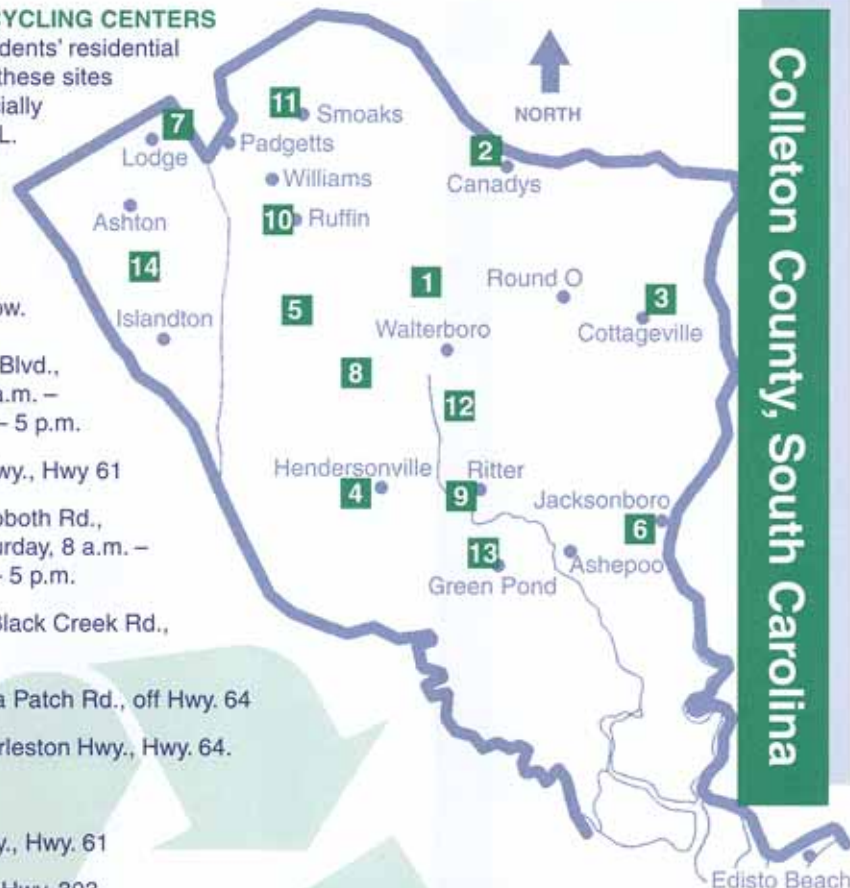 YCLING CENTERS
dents' residential
these sites
ially
L.
ow.
Blvd.,
a.m. –
– 5 p.m.
wy., Hwy 61
oboth Rd.,
urday, 8 a.m. –
- 5 p.m.
Black Creek Rd.,
a Patch Rd., off Hwy. 64
rleston Hwy., Hwy. 64.
y., Hwy. 61
NORTH
11
Smoaks
7
Lodge
Padgetts
2
Canadys
Williams
Ashton
10
Ruffin
14
1
Round O
3
Cottageville
5
Islandton
Walterboro
8
12
Hendersonville
4
Ritter
9
Jacksonboro
6
13
Ashepoo
Green Pond
Edisto Beach
Colleton County, South Carolina